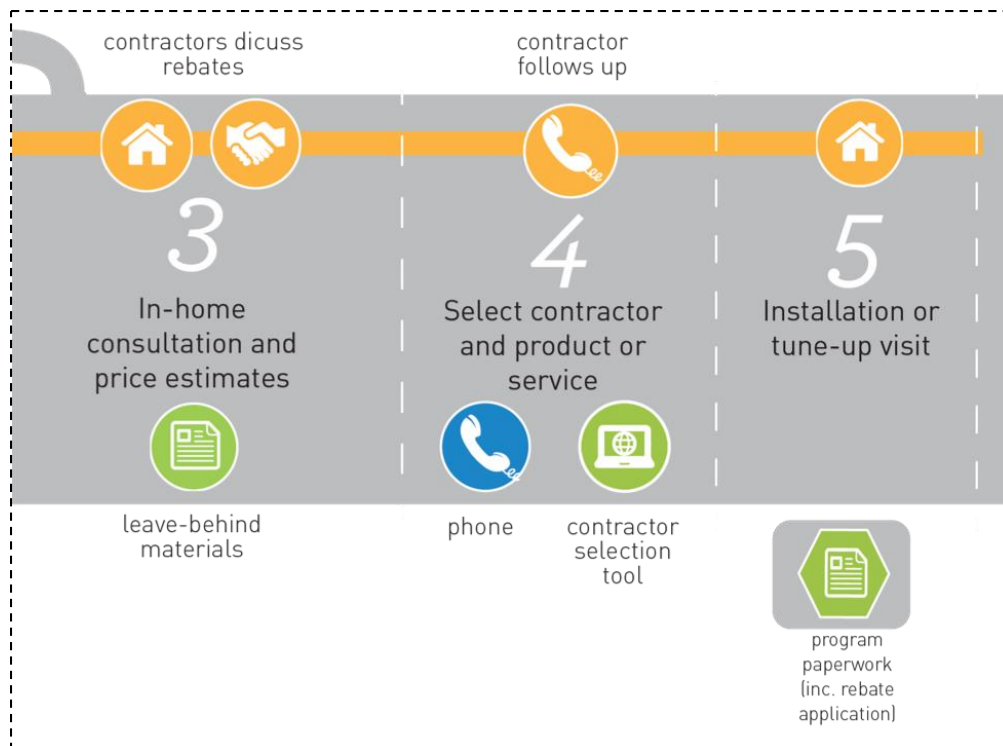 contractors dicuss
rebates
contractor
follows up
3
In-home
consultation and
price estimates
4
Select contractor
and product or
service
5
Installation or
tune-up visit
leave-behind
materials
phone
contractor
selection
tool
program
paperwork
(inc. rebate
application)